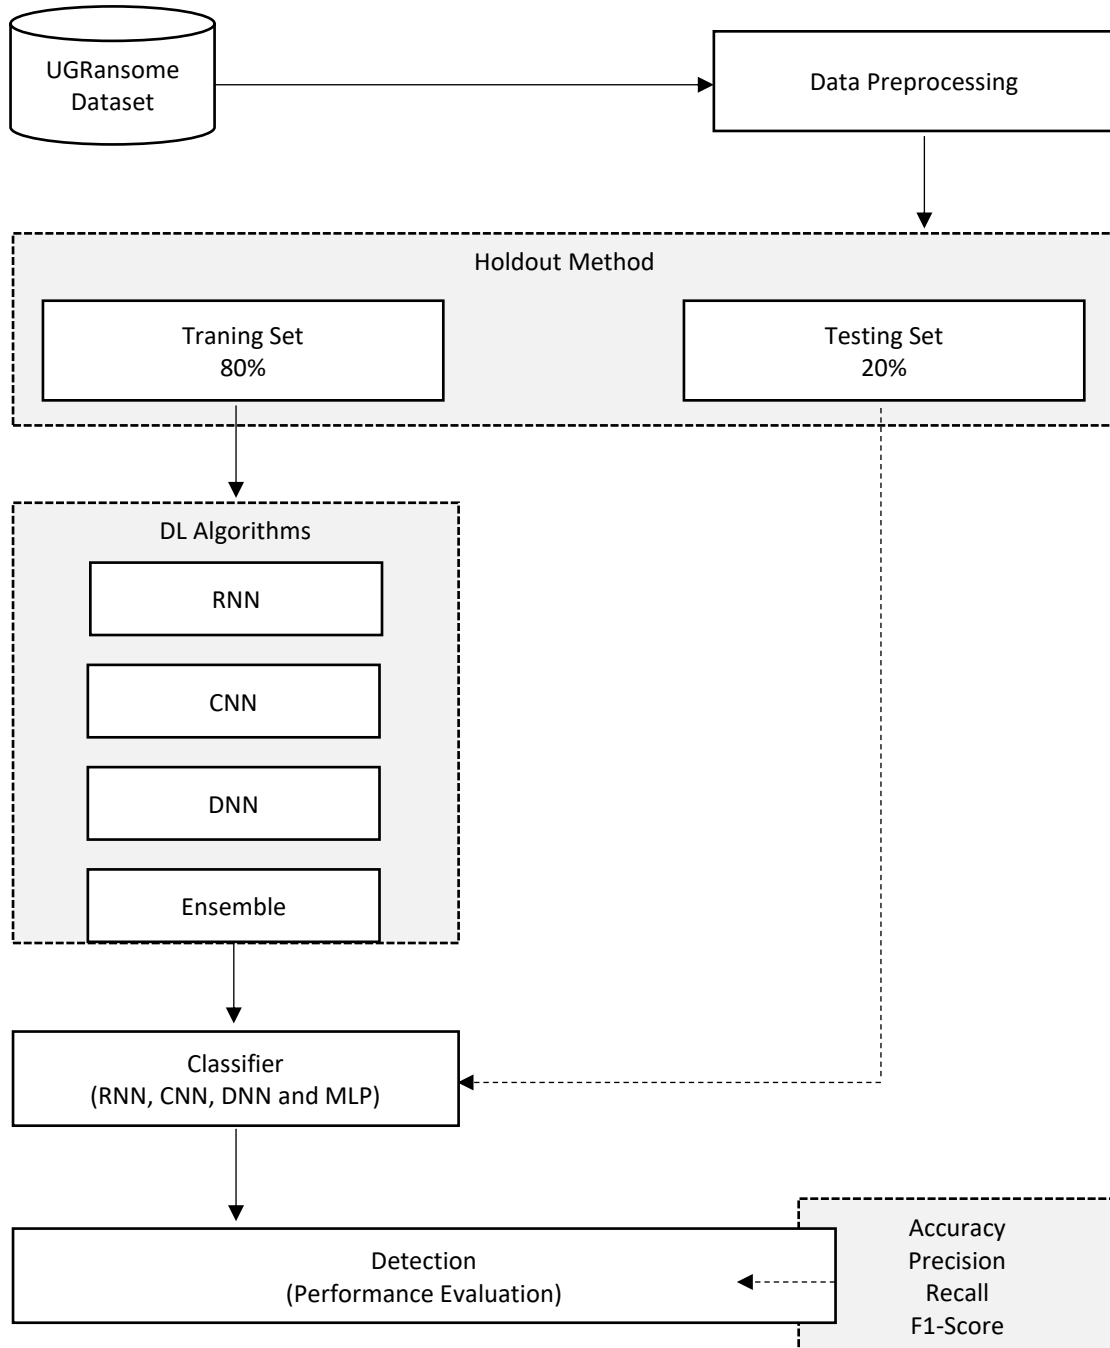 UGRansome
Dataset
Data Preprocessing
Holdout Method
Traning Set
80%
Testing Set
20%
DL Algorithms
RNN
CNN
DNN
Ensemble
Classifier
(RNN, CNN, DNN and MLP)
Detection
(Performance Evaluation)
Accuracy
Precision
Recall
F1-Score